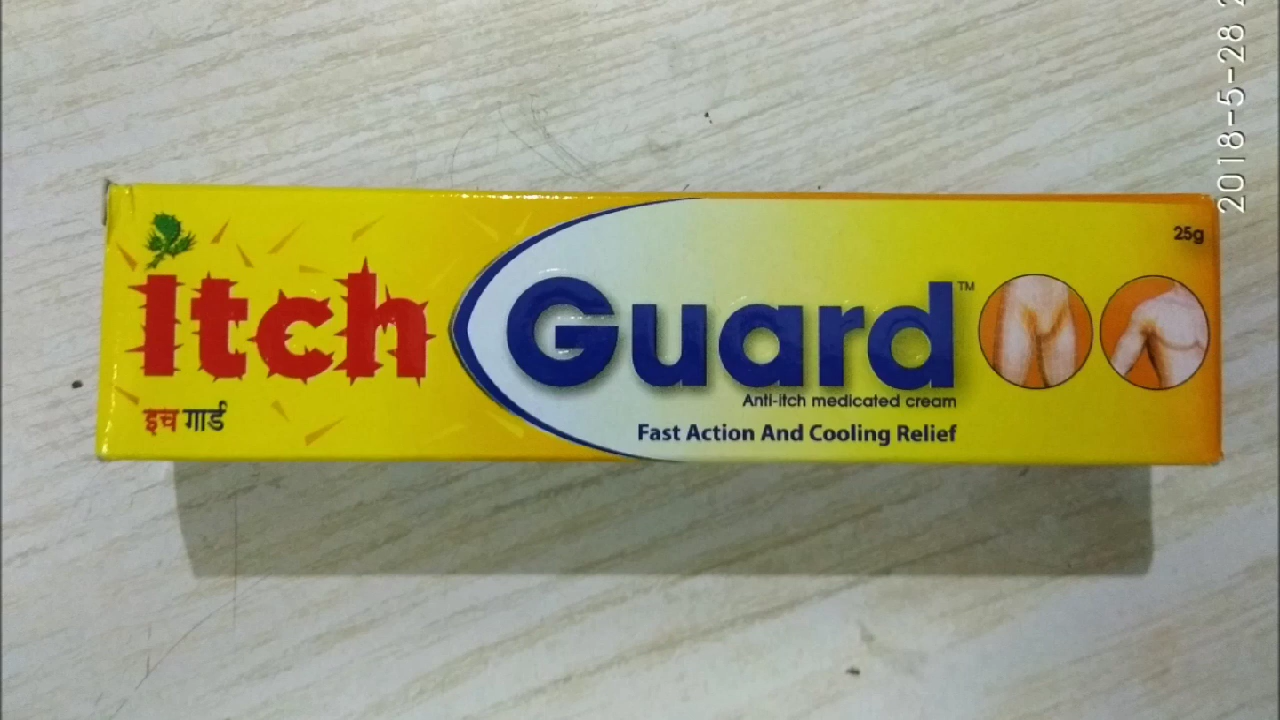 Itch Guard™
इच गार्ड
25g
Anti-itch medicated cream
Fast Action And Cooling Relief
2018-5-28